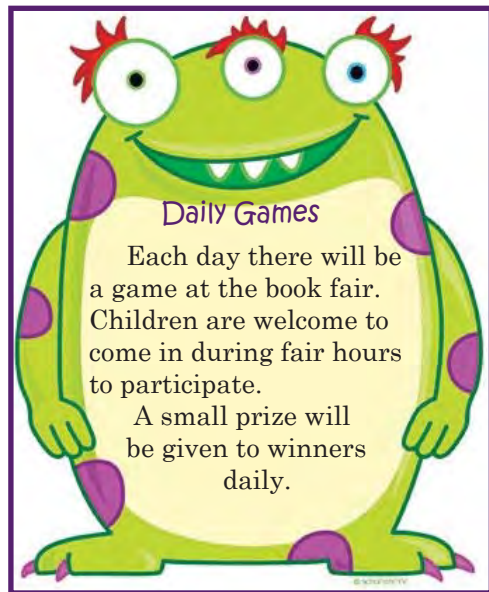 Daily Games
Each day there will be
a game at the book fair.
Children are welcome to
come in during fair hours
to participate.
A small prize will
be given to winners
daily.